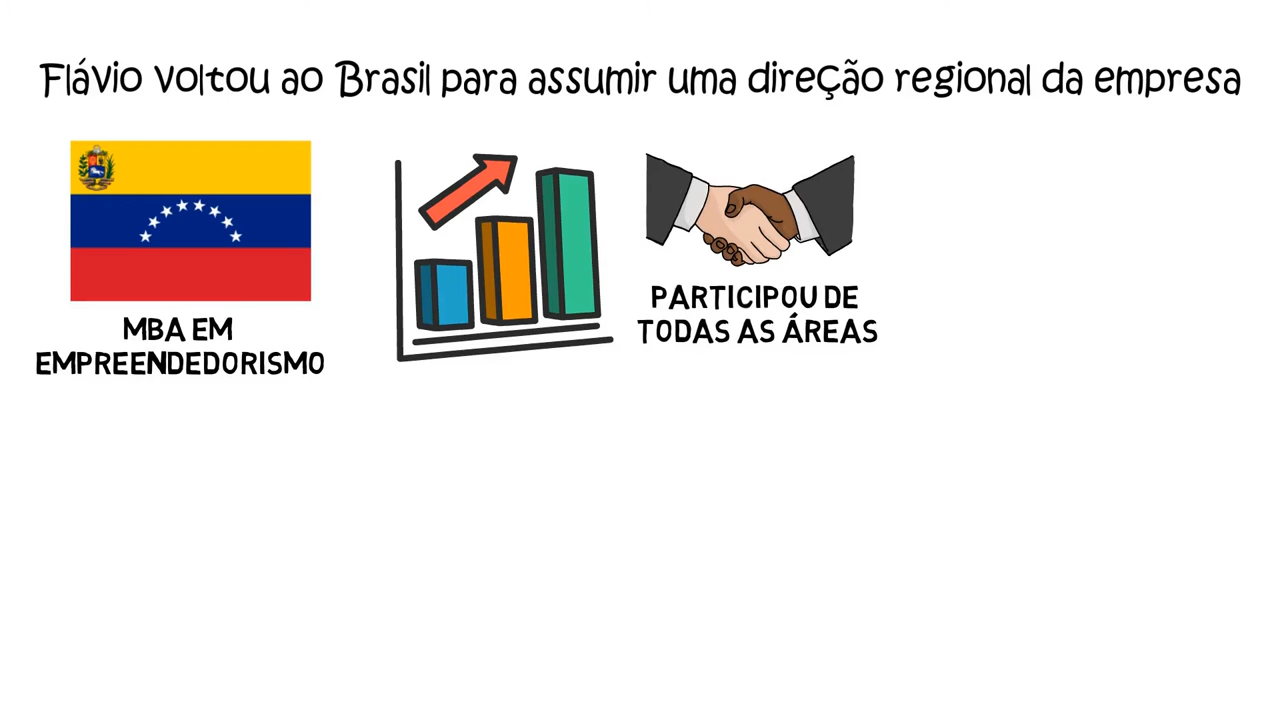 Flávio voltou ao Brasil para assumir uma direção regional da empresa
MBA EM
EMPREENDEDORISMO
PARTICIPOU DE
TODAS AS ÁREAS